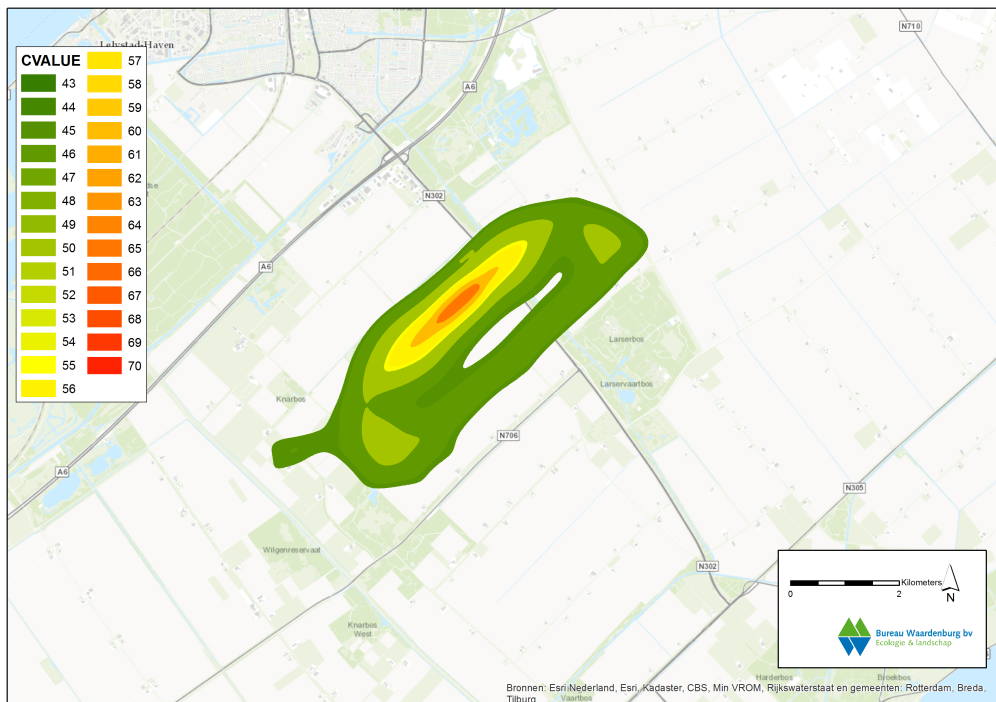 Lelystad-Haven
N710
CVALUE
43
44
45
46
47
48
49
50
51
52
53
54
55
56
57
58
59
60
61
62
63
64
65
66
67
68
69
70
A6
N302
A6
Larserbos
Larservaartbos
Knarbos
N706
A6
N305
Wilgenreservaat
N302
Knarbos
West
Kilometers
0 2
N
Bureau Waardenburg bv
Ecologie & landschap
Harderbos
Broekbos
Vaartbos
Bronnen: Esri Nederland, Esri, Kadaster, CBS, Min VROM, Rijkswaterstaat en gemeenten: Rotterdam, Breda,
Tilburg